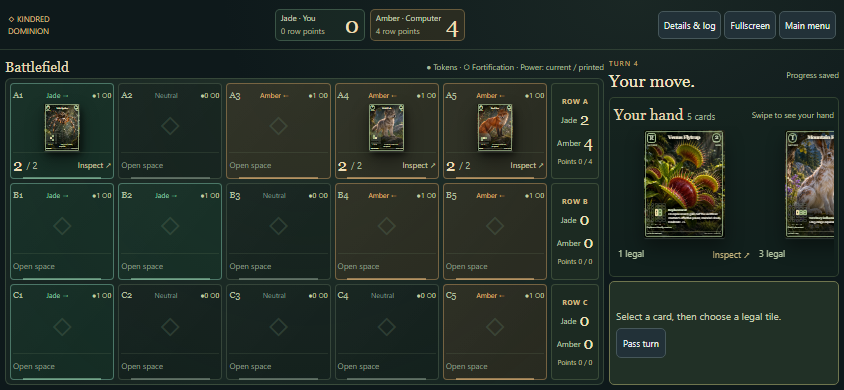 ◇ KINDRED
DOMINION
Jade · You
0 row points
0
Amber · Computer
4 row points
4
Details & log
Fullscreen
Main menu
Battlefield
● Tokens · ⬡ Fortification · Power: current / printed
A1 ●1 ⬡0
2 / 2 Inspect ↗
A2 Neutral ●0 ⬡0
Open space
A3 Amber ← ●1 ⬡0
Open space
A4 Amber ← ●1 ⬡0
2 / 2 Inspect ↗
A5 Amber ← ●1 ⬡0
2 / 2 Inspect ↗
ROW A
Jade 2
Amber 4
Points 0 / 4
B1 Jade → ●1 ⬡0
Open space
B2 Jade → ●1 ⬡0
Open space
B3 Neutral ●0 ⬡0
Open space
B4 Amber ← ●1 ⬡0
Open space
B5 Amber ← ●1 ⬡0
Open space
ROW B
Jade 0
Amber 0
Points 0 / 0
C1 Jade → ●1 ⬡0
Open space
C2 Neutral ●0 ⬡0
Open space
C3 Neutral ●0 ⬡0
Open space
C4 Neutral ●0 ⬡0
Open space
C5 Amber ← ●1 ⬡0
Open space
ROW C
Jade 0
Amber 0
Points 0 / 0
TURN 4
Your move.
Progress saved
Your hand 5 cards
Swipe to see your hand
Venus Flytrap
Mountain
1 legal
Inspect ↗
3 legal
Select a card, then choose a legal tile.
Pass turn